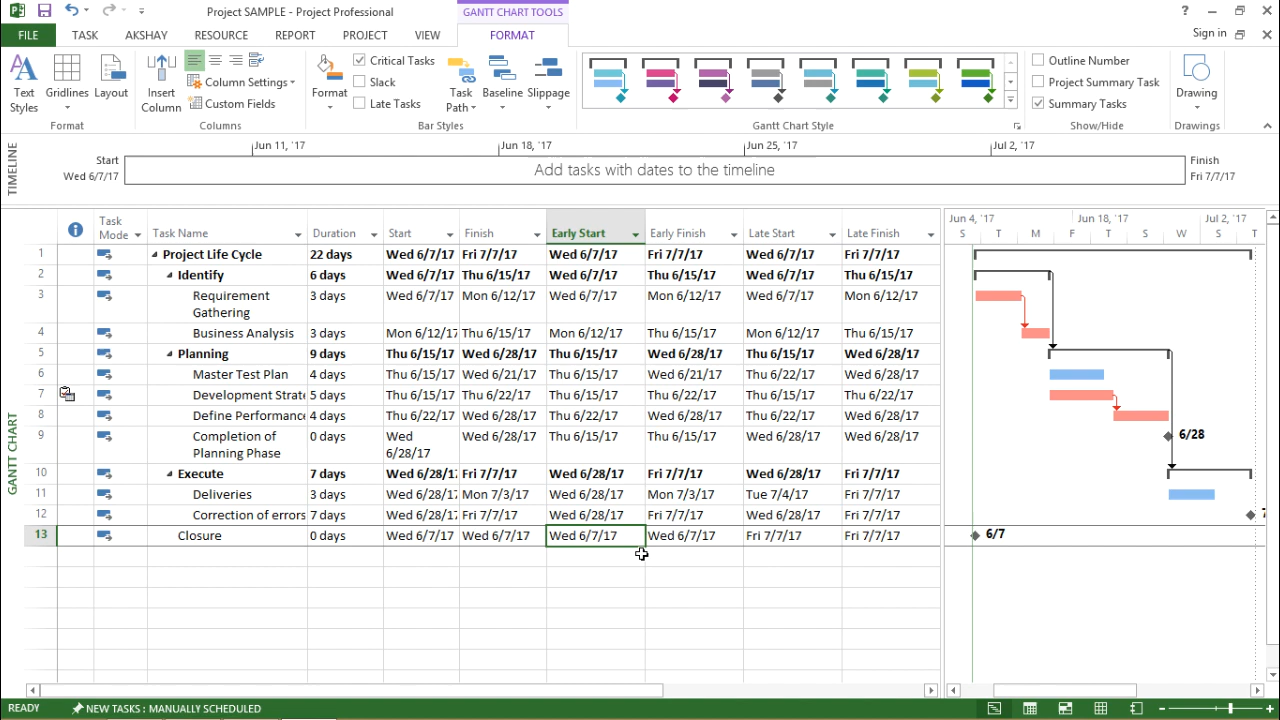 Project SAMPLE - Project Professional
GANTT CHART TOOLS
?
FILE TASK AKSHAY RESOURCE REPORT PROJECT VIEW FORMAT Sign in
Text Styles
Gridlines
Layout
Format
Insert Column
Column Settings
Custom Fields
Columns
Format
Critical Tasks
Slack
Late Tasks
Task Path
Baseline
Slippage
Bar Styles
Gantt Chart Style
Outline Number
Project Summary Task
Summary Tasks
Show/Hide
Drawing
Drawings
TIMELINE
Jun 11, '17 Jun 18, '17 Jun 25, '17 Jul 2, '17
Start
Wed 6/7/17
Add tasks with dates to the timeline
Finish
Fri 7/7/17
GANTT CHART
Task Mode Task Name Duration Start Finish Early Start Early Finish Late Start Late Finish
Jun 4, '17 Jun 18, '17 Jul 2, '17
S T M F T S W S T
1 Project Life Cycle 22 days Wed 6/7/17 Fri 7/7/17 Wed 6/7/17 Fri 7/7/17 Wed 6/7/17 Fri 7/7/17
2 Identify 6 days Wed 6/7/17 Thu 6/15/17 Wed 6/7/17 Thu 6/15/17 Wed 6/7/17 Thu 6/15/17
3 Requirement 3 days Wed 6/7/17 Mon 6/12/17 Wed 6/7/17 Mon 6/12/17 Wed 6/7/17 Mon 6/12/17
Gathering
4 Business Analysis 3 days Mon 6/12/17 Thu 6/15/17 Mon 6/12/17 Thu 6/15/17 Mon 6/12/17 Thu 6/15/17
5 Planning 9 days Thu 6/15/17 Wed 6/28/17 Thu 6/15/17 Wed 6/28/17 Thu 6/15/17 Wed 6/28/17
6 Master Test Plan 4 days Thu 6/15/17 Wed 6/21/17 Thu 6/15/17 Wed 6/21/17 Thu 6/22/17 Wed 6/28/17
7 Development Strate 5 days Thu 6/15/17 Thu 6/22/17 Thu 6/15/17 Thu 6/22/17 Thu 6/15/17 Thu 6/22/17
8 Define Performance 4 days Thu 6/22/17 Wed 6/28/17 Thu 6/22/17 Wed 6/28/17 Thu 6/22/17 Wed 6/28/17
9 Completion of 0 days Wed Wed 6/28/17 Thu 6/15/17 Thu 6/15/17 Wed 6/28/17 Wed 6/28/17 6/28
Planning Phase 6/28/17
10 Execute 7 days Wed 6/28/17 Fri 7/7/17 Wed 6/28/17 Fri 7/7/17 Wed 6/28/17 Fri 7/7/17
11 Deliveries 3 days Wed 6/28/17 Mon 7/3/17 Wed 6/28/17 Mon 7/3/17 Tue 7/4/17 Fri 7/7/17
12 Correction of errors 7 days Wed 6/28/17 Fri 7/7/17 Wed 6/28/17 Fri 7/7/17 Wed 6/28/17 Fri 7/7/17
13 Closure 0 days Wed 6/7/17 Wed 6/7/17 Wed 6/7/17 Wed 6/7/17 Fri 7/7/17 Fri 7/7/17 6/7
READY NEW TASKS : MANUALLY SCHEDULED